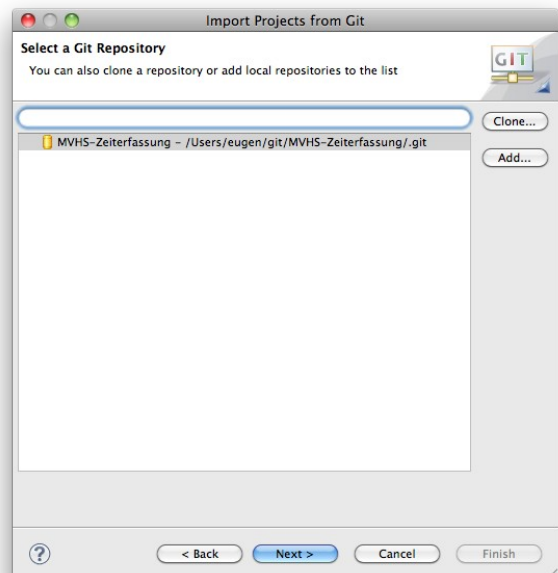 Import Projects from Git
Select a Git Repository
You can also clone a repository or add local repositories to the list
GIT
Clone...
MVHS-Zeiterfassung - /Users/eugen/git/MVHS-Zeiterfassung/.git
Add...
?
< Back
Next >
Cancel
Finish